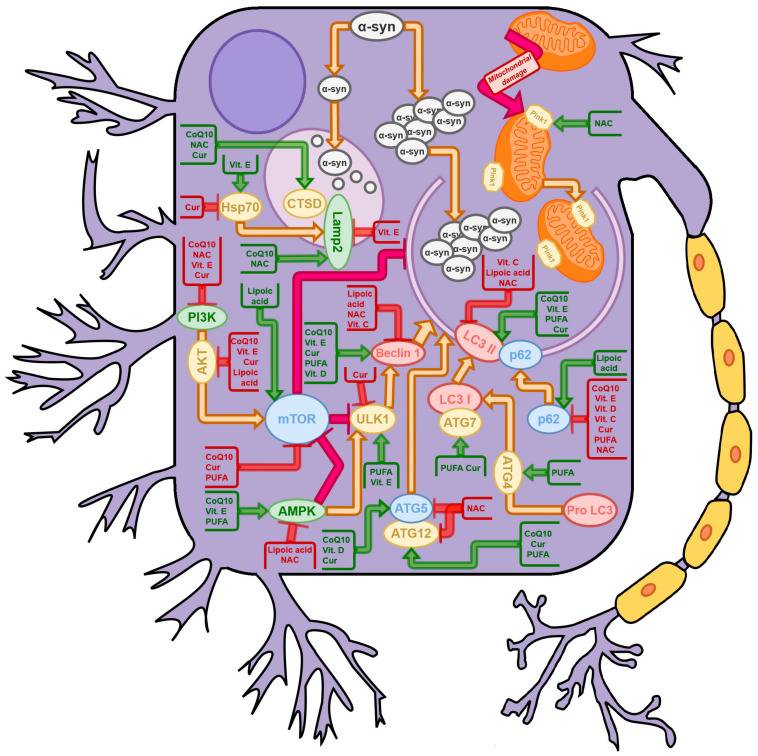 α-syn
Mitochondrial
damage
α-syn
α-syn
α-syn
α-syn
α-syn
α-syn
Pink1
NAC
CoQ10
NAC
Cur
Vit. E
α-syn
Pink1
Cur
Hsp70
CTSD
Lamp2
Vit. E
Pink1
Pink1
α-syn
α-syn
α-syn
α-syn
α-syn
α-syn
CoQ10
NAC
CoQ10
NAC
Vit. E
Cur
Vit. C
Lipoic acid
NAC
Lipoic
acid
Lipoic
acid
NAC
Vit. C
CoQ10
Vit. E
PUFA
Cur
PI3K
AKT
CoQ10
Vit. E
Cur
Lipoic
acid
CoQ10
Vit. E
Cur
PUFA
Vit. D
Beclin 1
LC3 II
p62
Lipoic
acid
Cur
mTOR
ULK1
LC3 I
ATG7
p62
CoQ10
Vit. E
Vit. D
Vit. C
Cur
PUFA
NAC
CoQ10
Cur
PUFA
PUFA
Vit. E
PUFA Cur
ATG4
PUFA
CoQ10
Vit. E
PUFA
AMPK
ATG5
NAC
Pro LC3
ATG12
Lipoic acid
NAC
CoQ10
Vit. D
Cur
CoQ10
Cur
PUFA